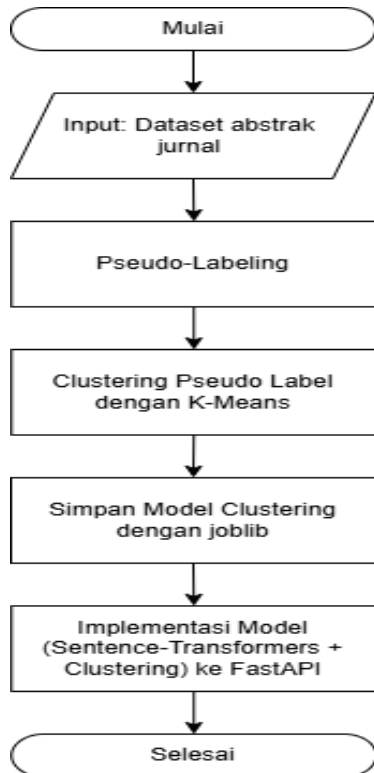 Mulai
Input: Dataset abstrak
jurnal
Pseudo-Labeling
Clustering Pseudo Label
dengan K-Means
Simpan Model Clustering
dengan joblib
Implementasi Model
(Sentence-Transformers +
Clustering) ke FastAPI
Selesai